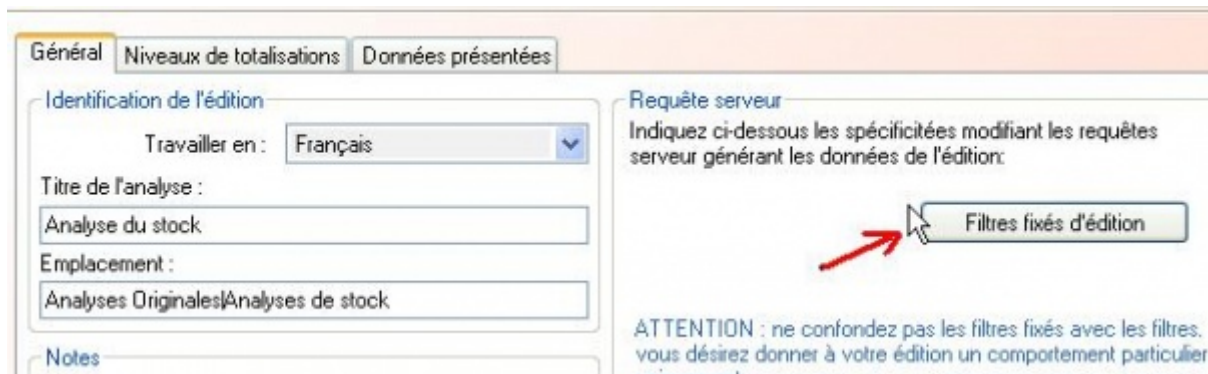 Général Niveaux de totalisations Données présentées
Identification de l'édition
Travailler en : Français
Titre de l'analyse :
Analyse du stock
Emplacement :
Analyses Originales|Analyses de stock
Notes
Requête serveur
Indiquez ci-dessous les spécificitées modifiant les requêtes
serveur générant les données de l'édition:
Filtres fixés d'édition
ATTENTION : ne confondez pas les filtres fixés avec les filtres.
vous désirez donner à votre édition un comportement particulier